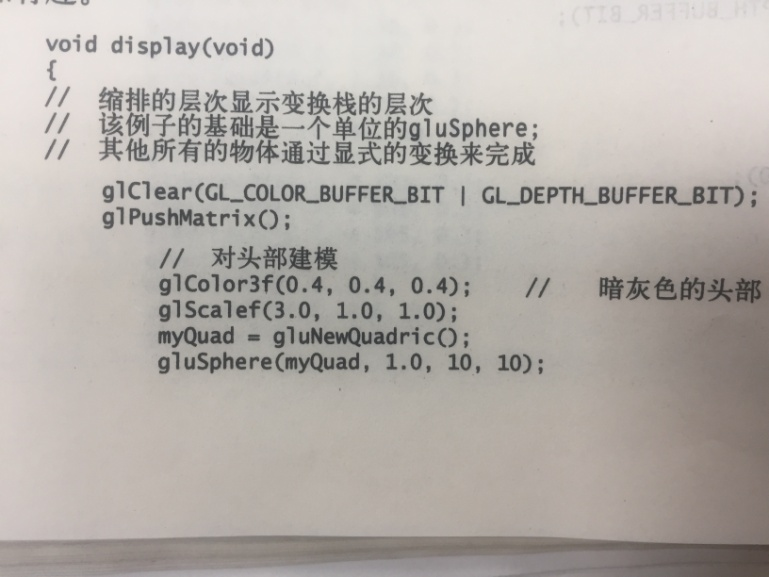 void display(void)
{
// 缩排的层次显示变换栈的层次
// 该例子的基础是一个单位的gluSphere;
// 其他所有的物体通过显式的变换来完成
glClear(GL_COLOR_BUFFER_BIT | GL_DEPTH_BUFFER_BIT);
glPushMatrix();
// 对头部建模
glColor3f(0.4, 0.4, 0.4); // 暗灰色的头部
glScalef(3.0, 1.0, 1.0);
myQuad = gluNewQuadric();
gluSphere(myQuad, 1.0, 10, 10);